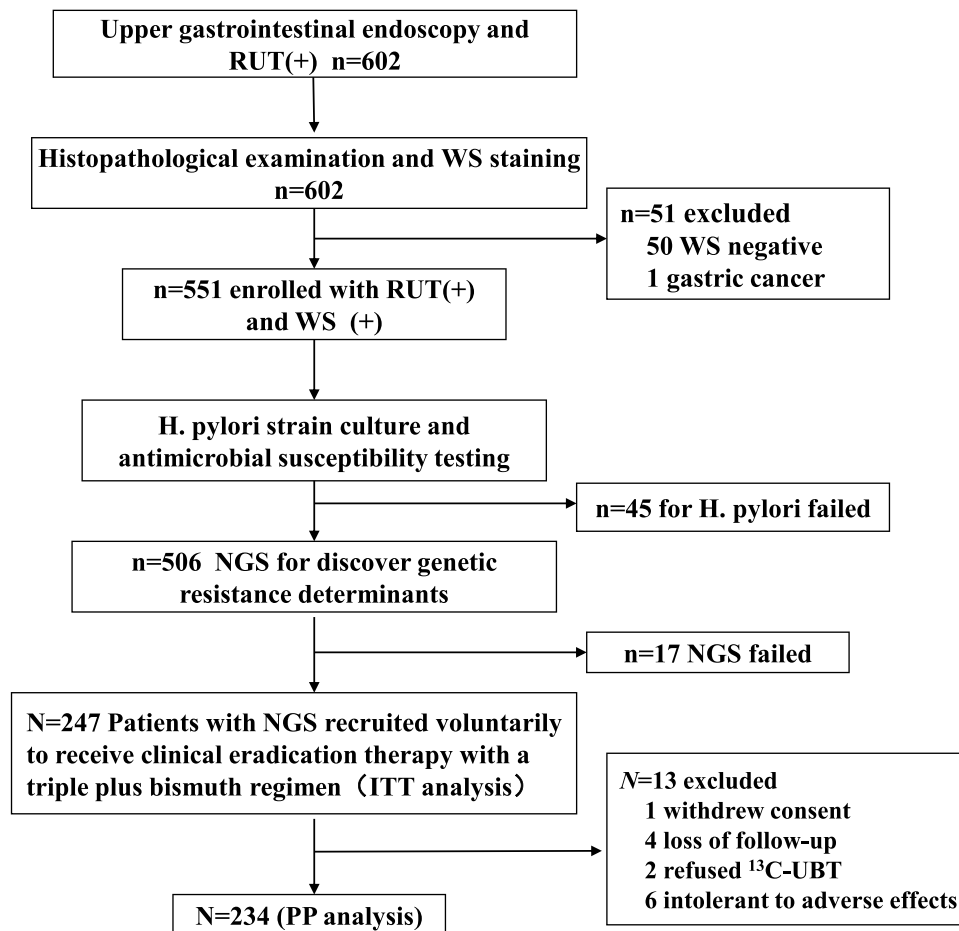 Upper gastrointestinal endoscopy and
RUT(+) n=602
Histopathological examination and WS staining
n=602
n=51 excluded
50 WS negative
1 gastric cancer
n=551 enrolled with RUT(+)
and WS (+)
H. pylori strain culture and
antimicrobial susceptibility testing
n=45 for H. pylori failed
n=506 NGS for discover genetic
resistance determinants
n=17 NGS failed
N=247 Patients with NGS recruited voluntarily
to receive clinical eradication therapy with a
triple plus bismuth regimen（ITT analysis）
N=13 excluded
1 withdrew consent
4 loss of follow-up
2 refused ¹³C-UBT
6 intolerant to adverse effects
N=234 (PP analysis)